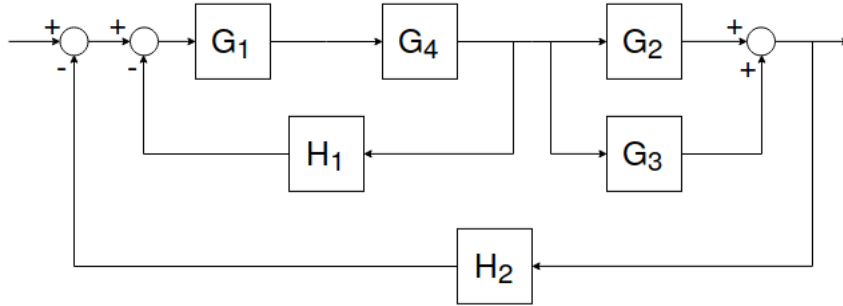 + + G₁ G₄ G₂ +
- - +
H₁ G₃
H₂